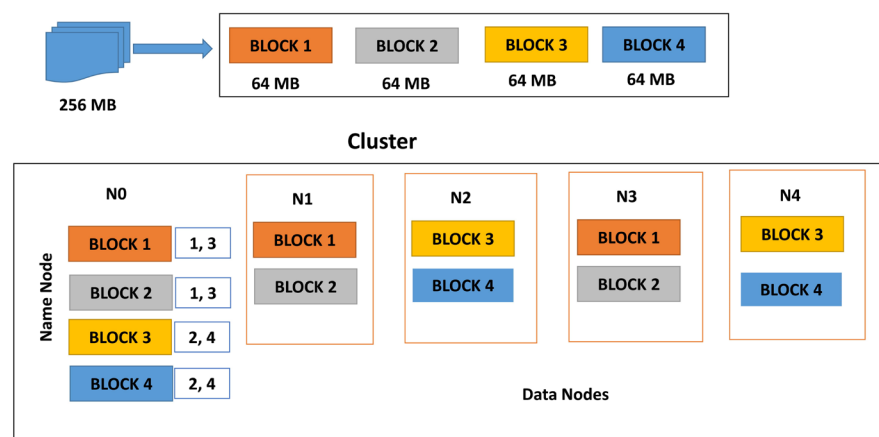 BLOCK 1 BLOCK 2 BLOCK 3 BLOCK 4
64 MB 64 MB 64 MB 64 MB
256 MB
Cluster
Name Node
N0
BLOCK 1 1, 3
BLOCK 2 1, 3
BLOCK 3 2, 4
BLOCK 4 2, 4
N1
BLOCK 1
BLOCK 2
N2
BLOCK 3
BLOCK 4
N3
BLOCK 1
BLOCK 2
N4
BLOCK 3
BLOCK 4
Data Nodes